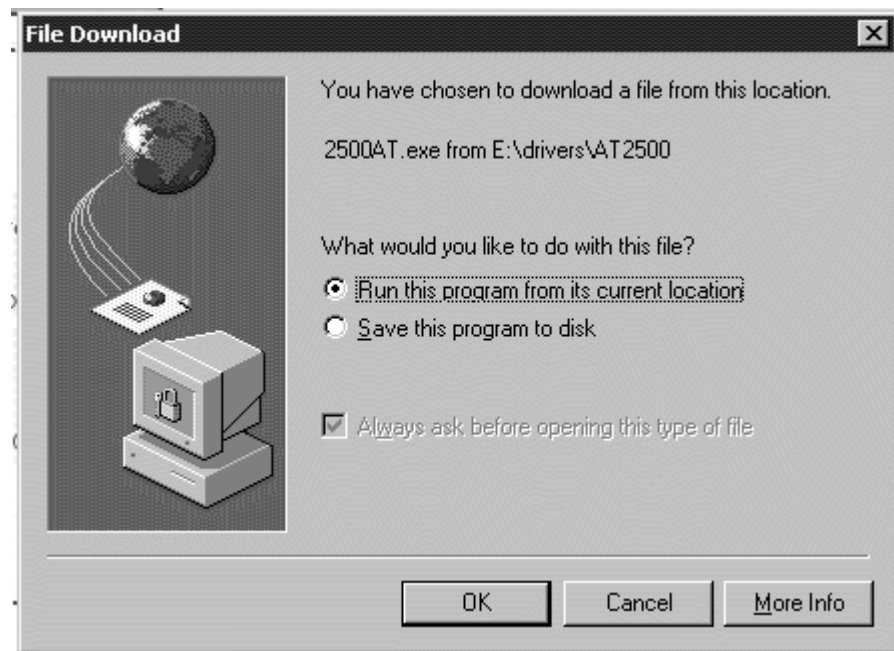 File Download
You have chosen to download a file from this location.
2500AT.exe from E:\drivers\AT2500
What would you like to do with this file?
Run this program from its current location
Save this program to disk
Always ask before opening this type of file
OK
Cancel
More Info